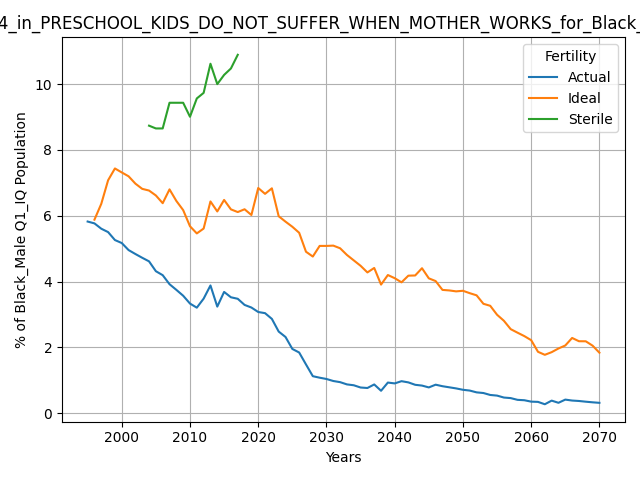 4_in_PRESCHOOL_KIDS_DO_NOT_SUFFER_WHEN_MOTHER_WORKS_for_Black_
Fertility
Actual
Ideal
Sterile
% of Black_Male Q1_IQ Population
10
8
6
4
2
0
2000 2010 2020 2030 2040 2050 2060 2070
Years